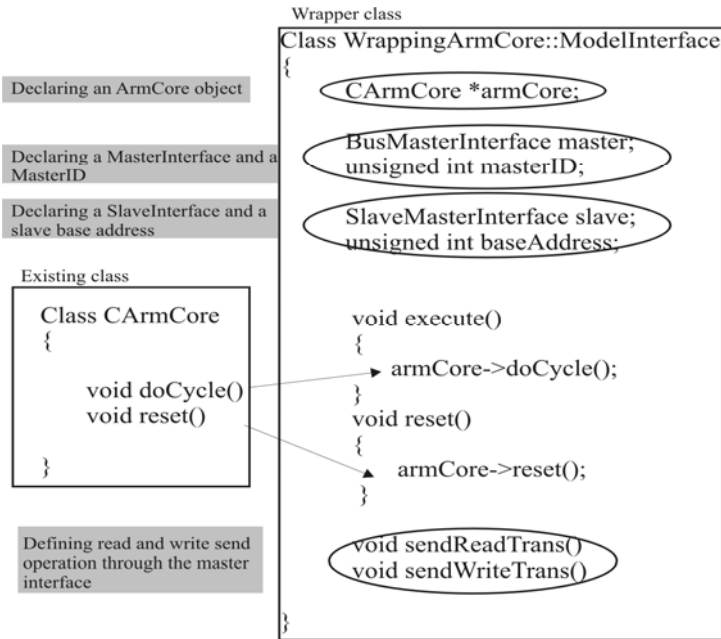 Wrapper class
Class WrappingArmCore::ModelInterface
{
Declaring an ArmCore object
CArmCore *armCore;
Declaring a MasterInterface and a
MasterID
BusMasterInterface master;
unsigned int masterID;
Declaring a SlaveInterface and a
slave base address
SlaveMasterInterface slave;
unsigned int baseAddress;
Existing class
Class CArmCore
{
void doCycle()
void reset()
}
void execute()
{
armCore->doCycle();
}
void reset()
{
armCore->reset();
}
Defining read and write send
operation through the master
interface
void sendReadTrans()
void sendWriteTrans()
}